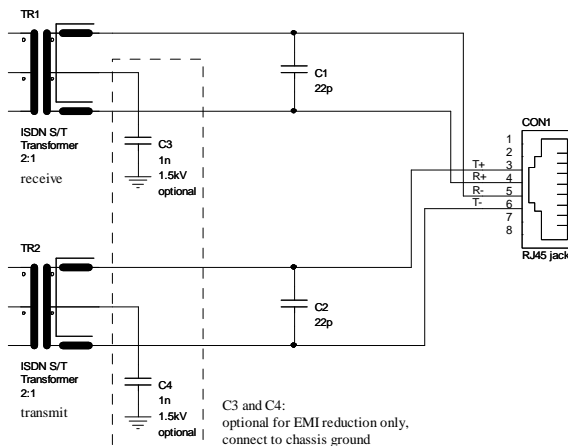 TR1
ISDN S/T
Transformer
2:1
receive
C3
1n
1.5kV
optional
C1
22p
CON1
1
2
3
4
5
6
7
8
T+
R+
R-
T-
RJ45 jack
TR2
ISDN S/T
Transformer
2:1
transmit
C4
1n
1.5kV
optional
C2
22p
C3 and C4:
optional for EMI reduction only,
connect to chassis ground